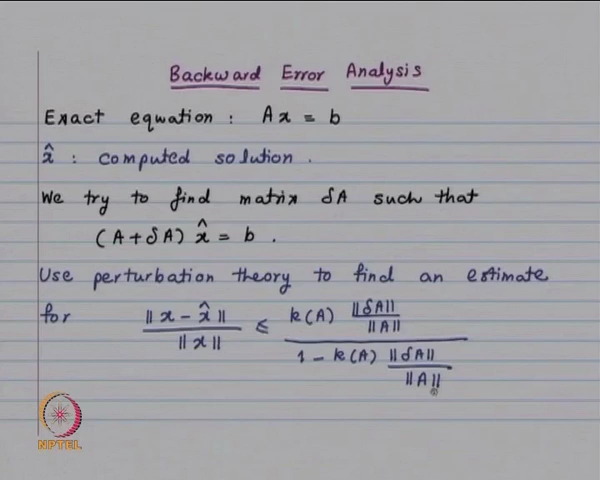 Backward Error Analysis
Exact equation : Ax = b
x̂ : computed solution .
We try to find matrix δA such that
(A+δA) x̂ = b .
Use perturbation theory to find an estimate
for ‖x - x̂‖ / ‖x‖ ≤ k(A) ‖δA‖/‖A‖ / (1 - k(A) ‖δA‖/‖A‖)
NPTEL